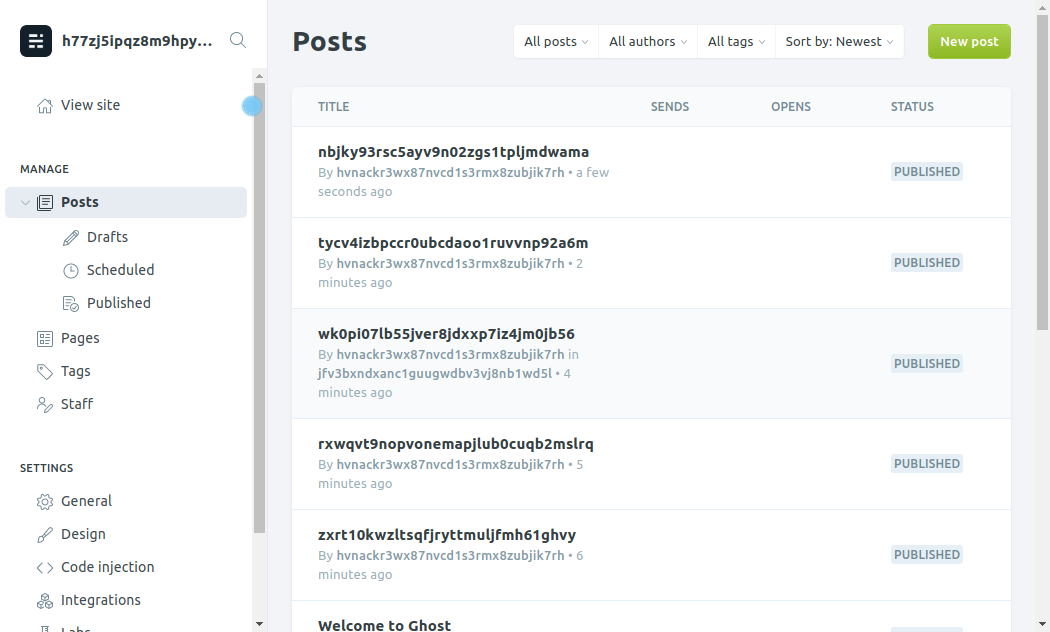 h77zj5ipqz8m9hpy...
View site
MANAGE
Posts
Drafts
Scheduled
Published
Pages
Tags
Staff
SETTINGS
General
Design
Code injection
Integrations
Labs
Posts
All posts
All authors
All tags
Sort by: Newest
New post
TITLE SENDS OPENS STATUS
nbjky93rsc5ayv9n02zgs1tpljmdwama
By hvnackr3wx87nvcd1s3rmx8zubjik7rh • a few
seconds ago
PUBLISHED
tycv4izbpccr0ubcdaoo1ruvvnp92a6m
By hvnackr3wx87nvcd1s3rmx8zubjik7rh • 2
minutes ago
PUBLISHED
wk0pi07lb55jver8jdxxp7iz4jm0jb56
By hvnackr3wx87nvcd1s3rmx8zubjik7rh in
jfv3bxndxanc1guugwdbv3vj8nb1wd5l • 4
minutes ago
PUBLISHED
rxwqvt9nopvonemapjlub0cuqb2mslrq
By hvnackr3wx87nvcd1s3rmx8zubjik7rh • 5
minutes ago
PUBLISHED
zxrt10kwzltsqfjryttmuljfmh61ghvy
By hvnackr3wx87nvcd1s3rmx8zubjik7rh • 6
minutes ago
PUBLISHED
Welcome to Ghost